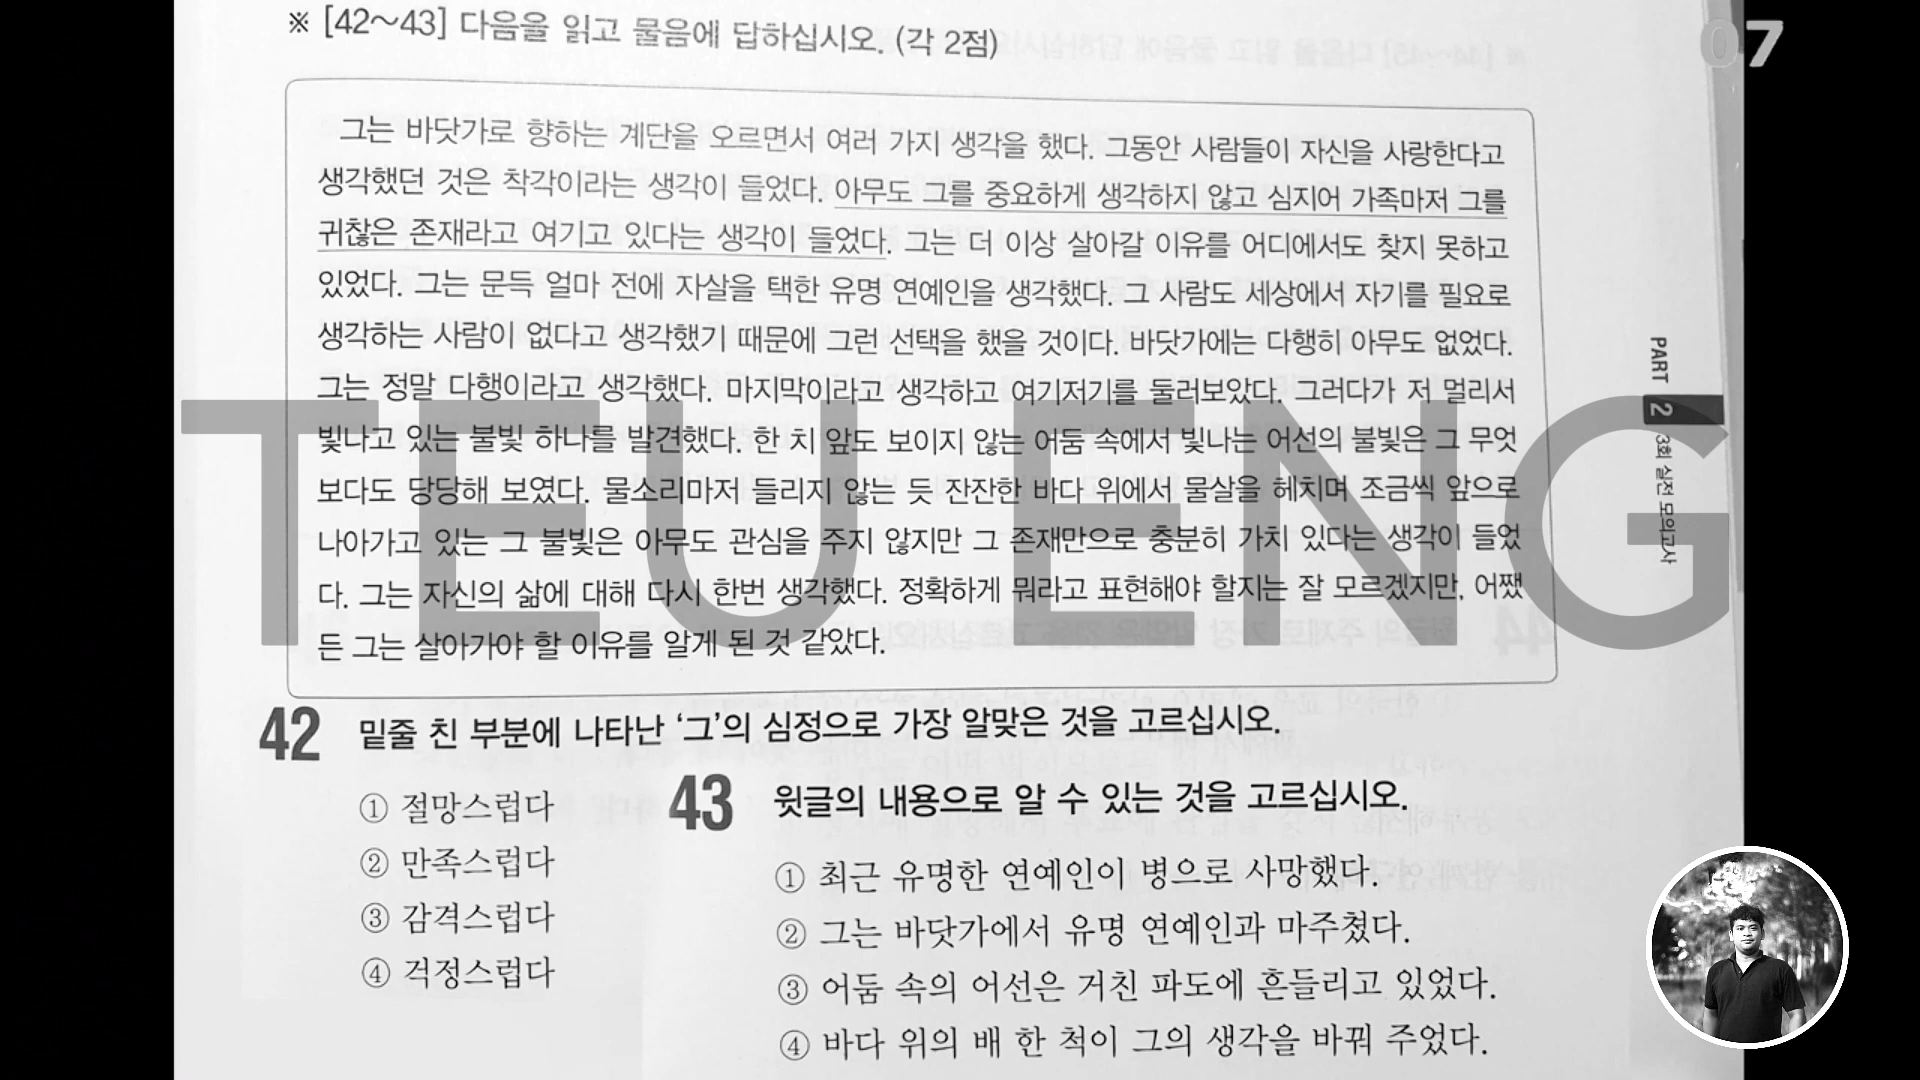 ※ [42～43] 다음을 읽고 물음에 답하십시오. (각 2점)
07
그는 바닷가로 향하는 계단을 오르면서 여러 가지 생각을 했다. 그동안 사람들이 자신을 사랑한다고
생각했던 것은 착각이라는 생각이 들었다. 아무도 그를 중요하게 생각하지 않고 심지어 가족마저 그를
귀찮은 존재라고 여기고 있다는 생각이 들었다. 그는 더 이상 살아갈 이유를 어디에서도 찾지 못하고
있었다. 그는 문득 얼마 전에 자살을 택한 유명 연예인을 생각했다. 그 사람도 세상에서 자기를 필요로
생각하는 사람이 없다고 생각했기 때문에 그런 선택을 했을 것이다. 바닷가에는 다행히 아무도 없었다.
그는 정말 다행이라고 생각했다. 마지막이라고 생각하고 여기저기를 둘러보았다. 그러다가 저 멀리서
빛나고 있는 불빛 하나를 발견했다. 한 치 앞도 보이지 않는 어둠 속에서 빛나는 어선의 불빛은 그 무엇
보다도 당당해 보였다. 물소리마저 들리지 않는 듯 잔잔한 바다 위에서 물살을 헤치며 조금씩 앞으로
나아가고 있는 그 불빛은 아무도 관심을 주지 않지만 그 존재만으로 충분히 가치 있다는 생각이 들었
다. 그는 자신의 삶에 대해 다시 한번 생각했다. 정확하게 뭐라고 표현해야 할지는 잘 모르겠지만, 어쨌
든 그는 살아가야 할 이유를 알게 된 것 같았다.
TEU ENG
PART 2 3회 실전 모의고사
42 밑줄 친 부분에 나타난 ‘그’의 심정으로 가장 알맞은 것을 고르십시오.
① 절망스럽다
② 만족스럽다
③ 감격스럽다
④ 걱정스럽다
43 윗글의 내용으로 알 수 있는 것을 고르십시오.
① 최근 유명한 연예인이 병으로 사망했다.
② 그는 바닷가에서 유명 연예인과 마주쳤다.
③ 어둠 속의 어선은 거친 파도에 흔들리고 있었다.
④ 바다 위의 배 한 척이 그의 생각을 바꿔 주었다.